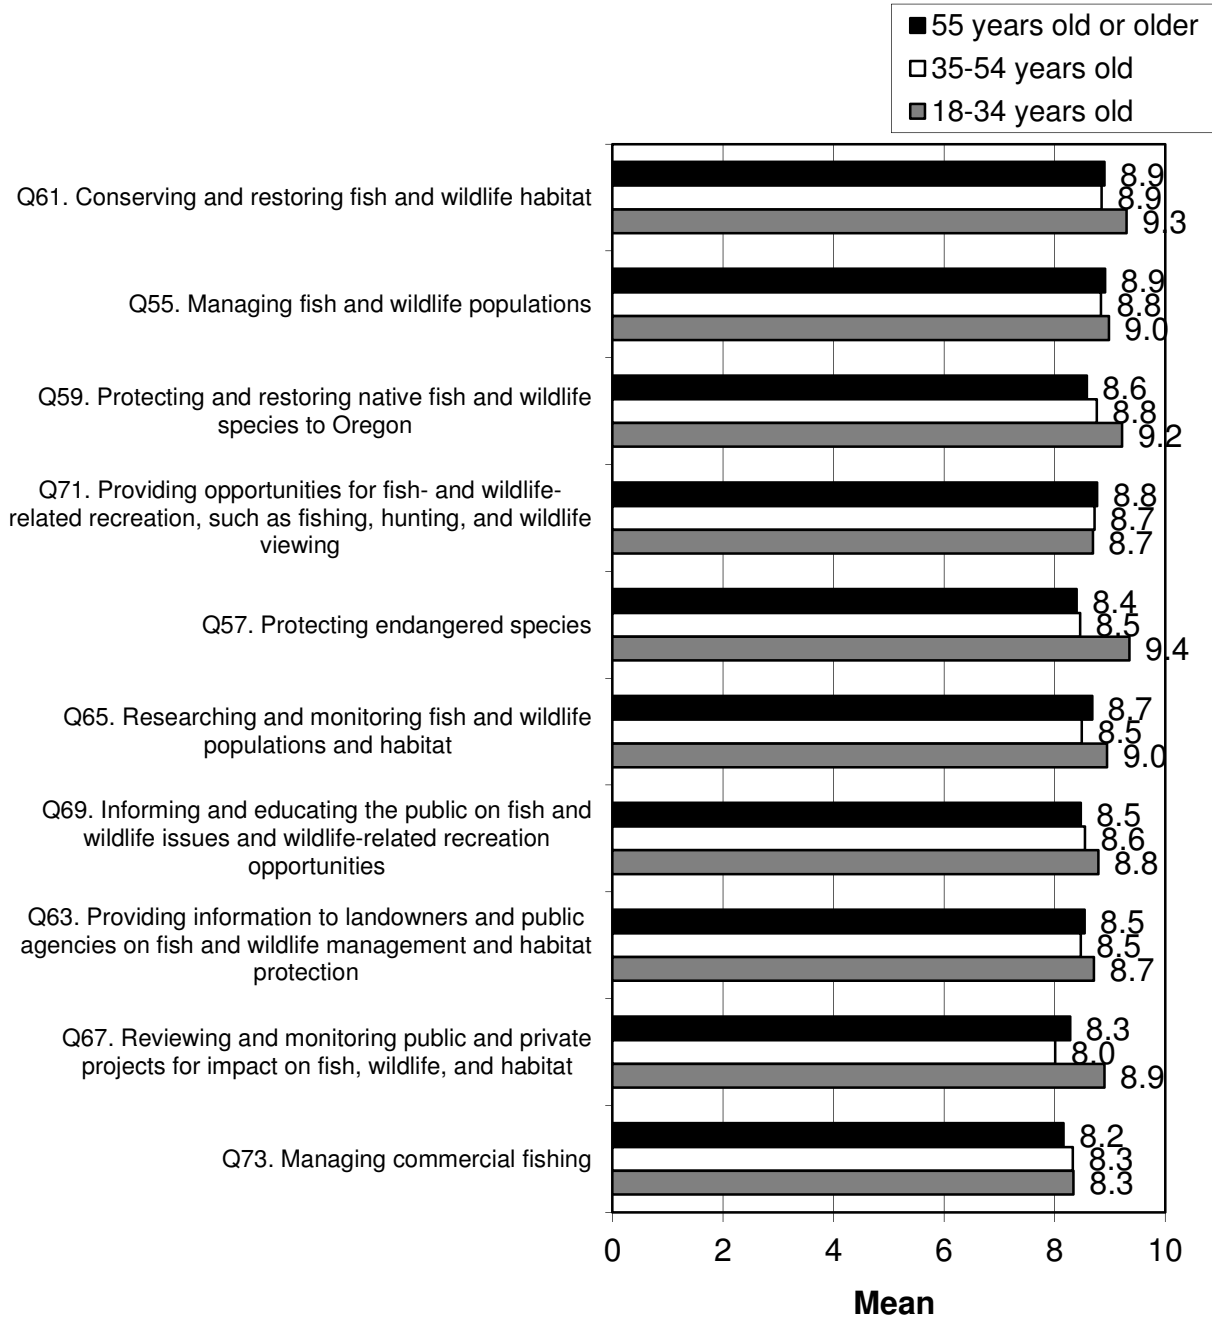 55 years old or older
35-54 years old
18-34 years old
Q61. Conserving and restoring fish and wildlife habitat
8.9
8.9
9.3
Q55. Managing fish and wildlife populations
8.9
8.8
9.0
Q59. Protecting and restoring native fish and wildlife
species to Oregon
8.6
8.8
9.2
Q71. Providing opportunities for fish- and wildlife-
related recreation, such as fishing, hunting, and wildlife
viewing
8.8
8.7
8.7
Q57. Protecting endangered species
8.4
8.5
9.4
Q65. Researching and monitoring fish and wildlife
populations and habitat
8.7
8.5
9.0
Q69. Informing and educating the public on fish and
wildlife issues and wildlife-related recreation
opportunities
8.5
8.6
8.8
Q63. Providing information to landowners and public
agencies on fish and wildlife management and habitat
protection
8.5
8.5
8.7
Q67. Reviewing and monitoring public and private
projects for impact on fish, wildlife, and habitat
8.3
8.0
8.9
Q73. Managing commercial fishing
8.2
8.3
8.3
0 2 4 6 8 10
Mean